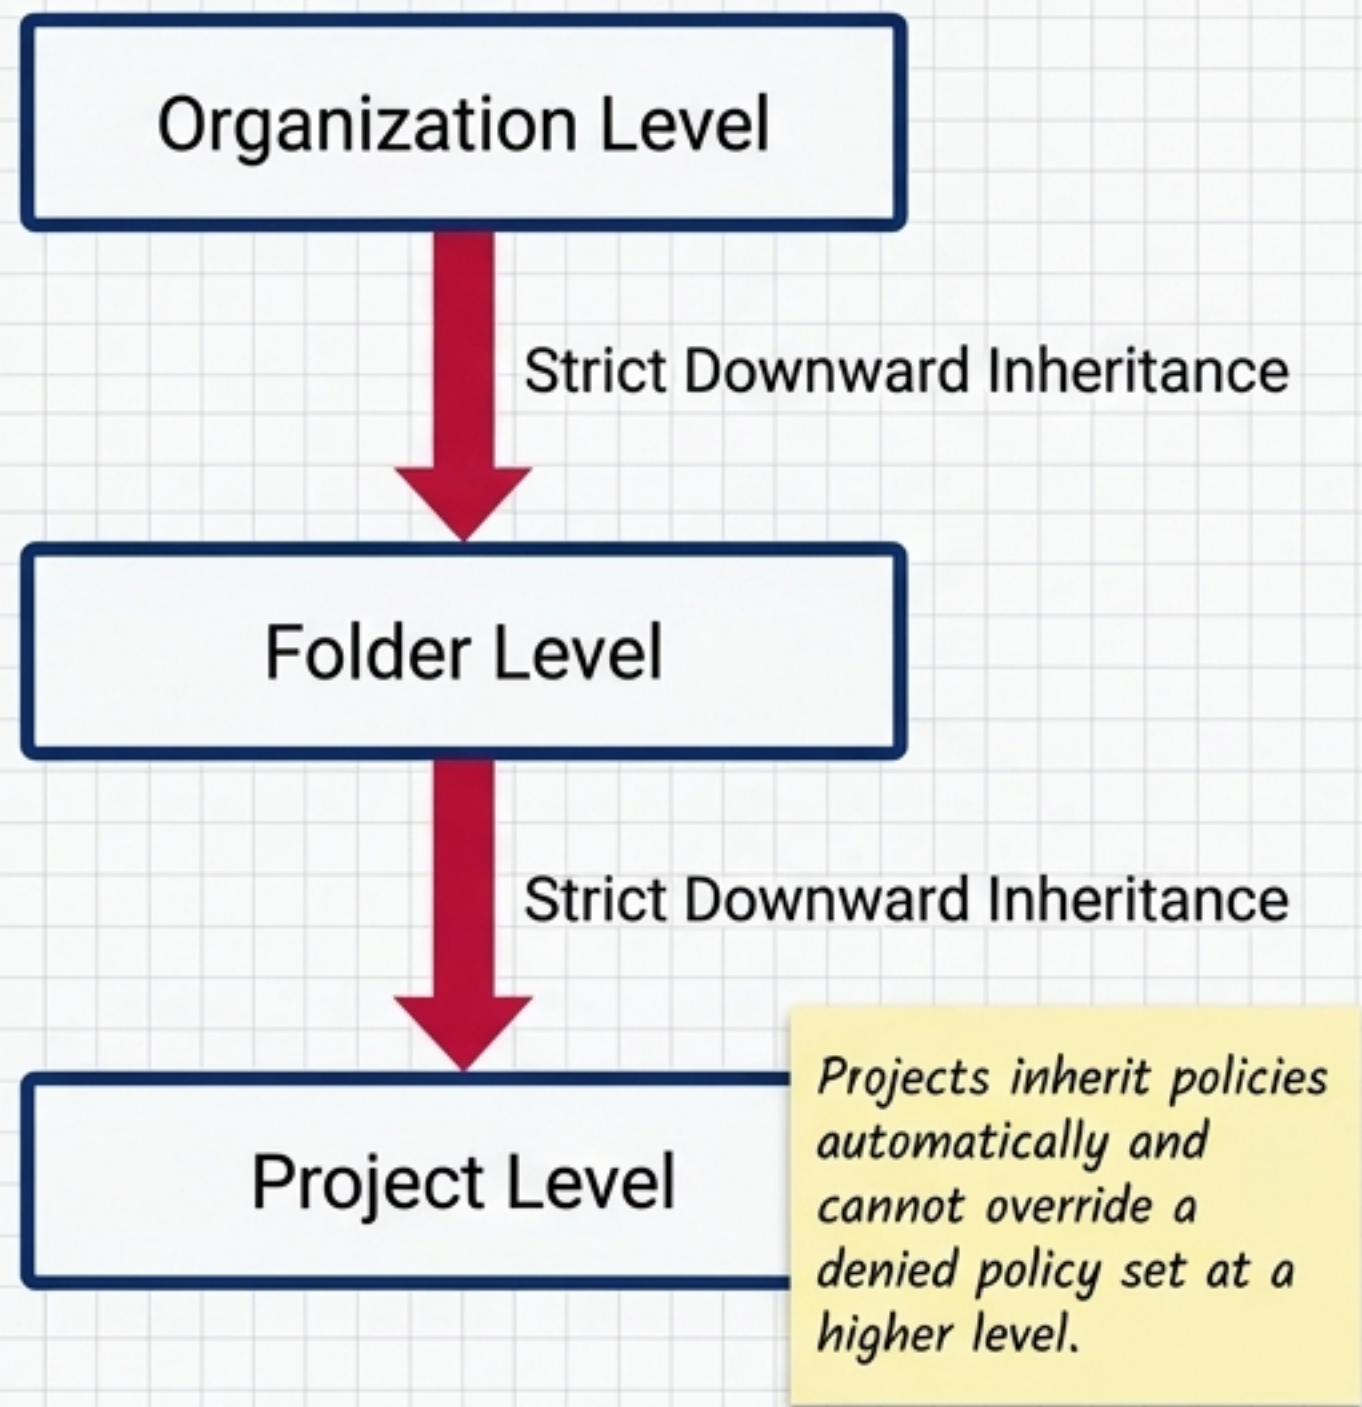 Organization Level
Strict Downward Inheritance
Folder Level
Strict Downward Inheritance
Project Level
Projects inherit policies
automatically and
cannot override a
denied policy set at a
higher level.